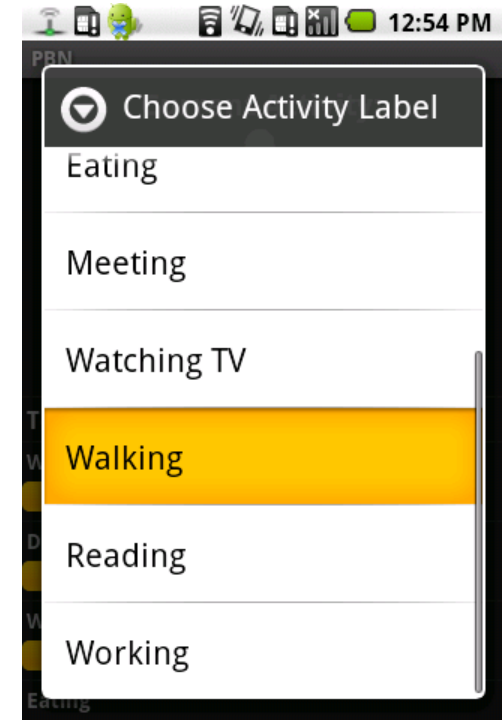 12:54 PM
PBN
Choose Activity Label
Eating
Meeting
Watching TV
Walking
Reading
Working
Eating